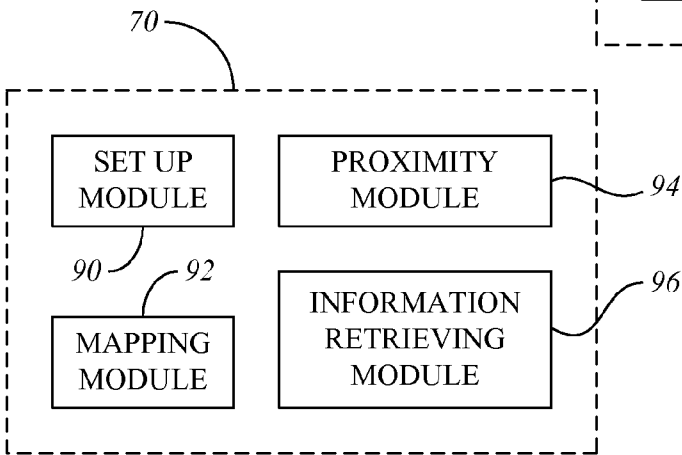 70
SET UP
MODULE
PROXIMITY
MODULE
94
90
92
96
MAPPING
MODULE
INFORMATION
RETRIEVING
MODULE